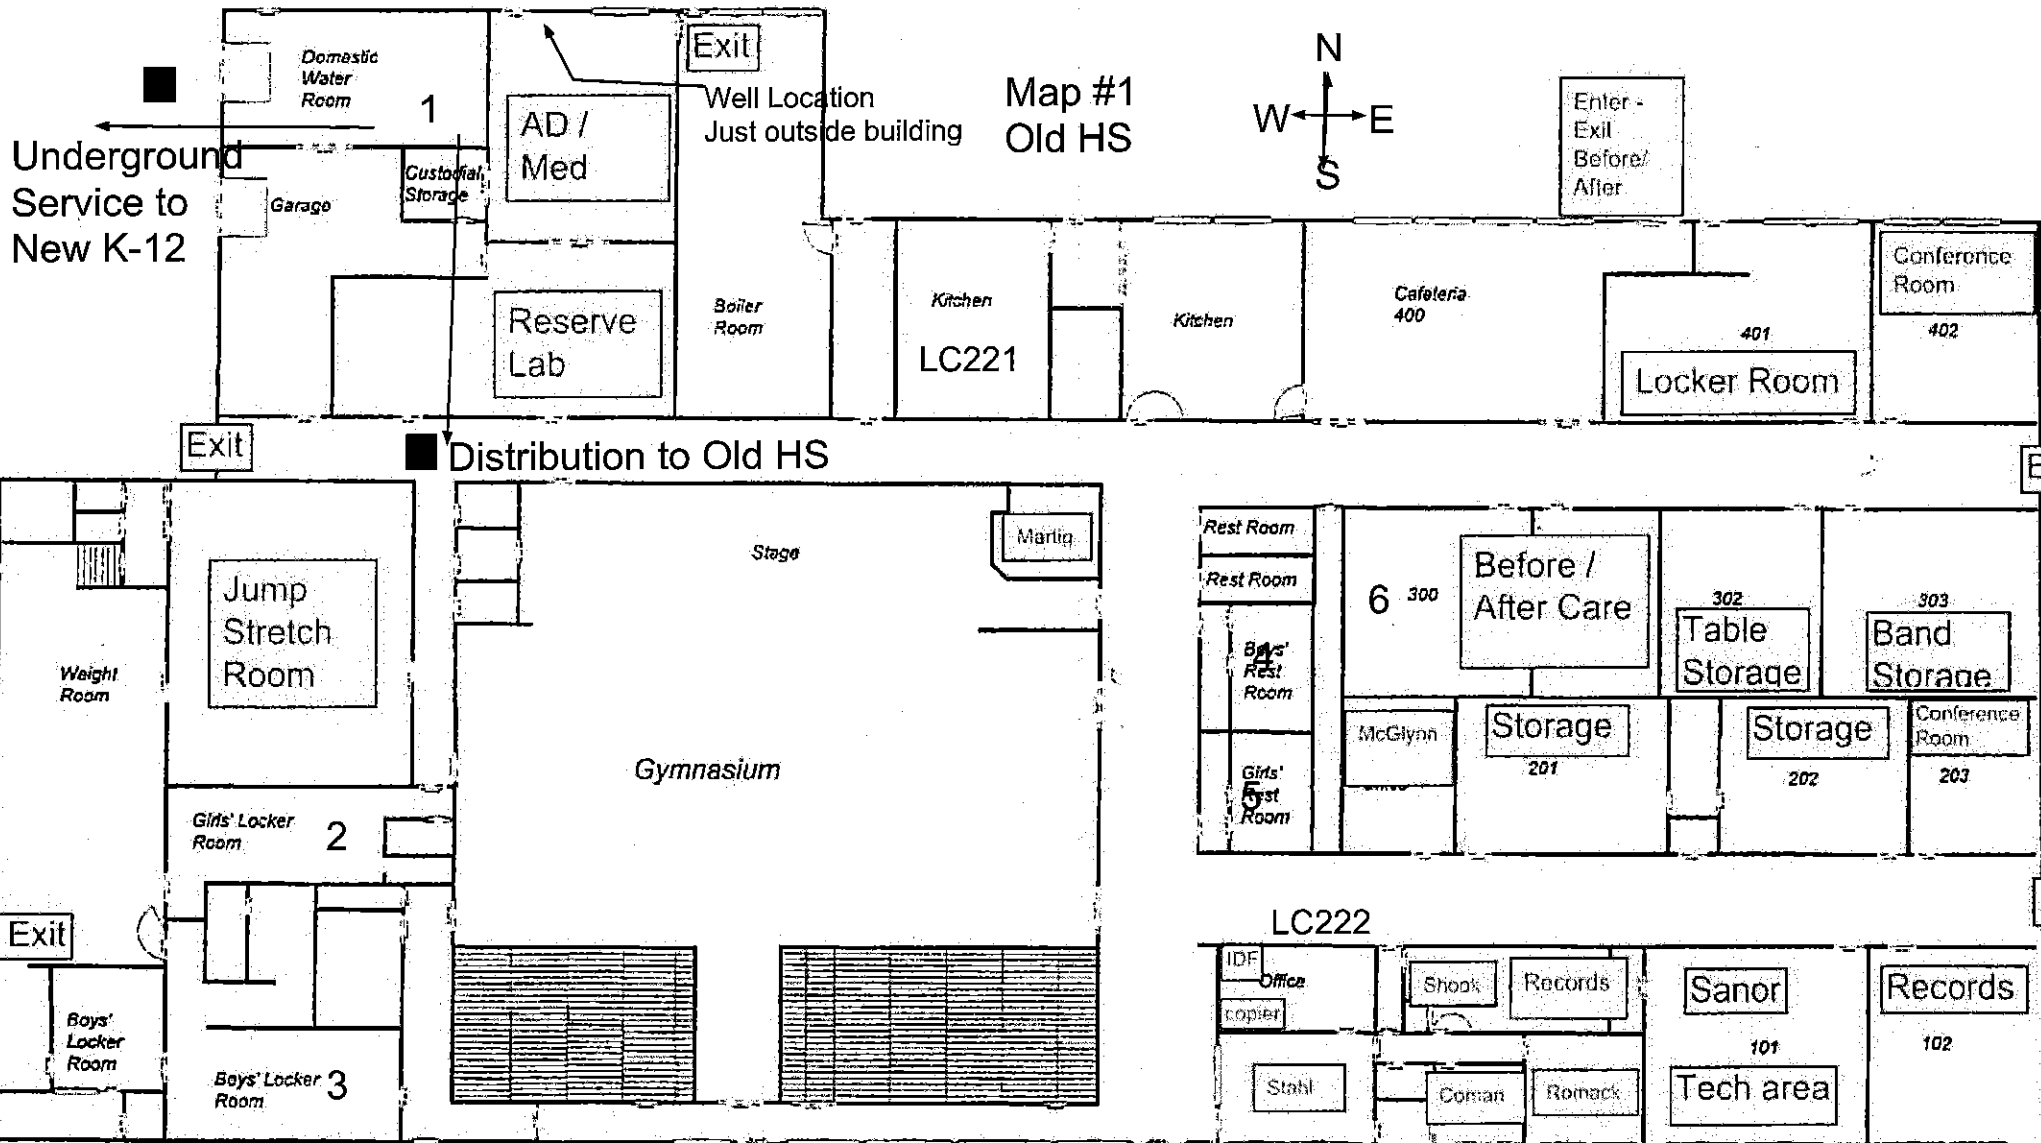 Exit
Domestic
Water
Room
1
Well Location
Just outside building
Map #1
Old HS
N
W
E
S
Enter -
Exit
Before/
After
AD /
Med
Underground
Service to
New K-12
Custodial
Storage
Garage
Conference
Room
402
Reserve
Lab
Boiler
Room
Kitchen
LC221
Kitchen
Cafeteria
400
401
Locker Room
Exit
Distribution to Old HS
Stage
Martig
Rest Room
Rest Room
Jump
Stretch
Room
6
300
Before /
After Care
302
Table
Storage
303
Band
Storage
Weight
Room
4
Boys'
Rest
Room
Gymnasium
McGlynn
Storage
201
Storage
202
Conference
Room
203
5
Girls'
Rest
Room
Girls' Locker
Room
2
Exit
LC222
IDF
Office
copier
Shook
Records
Sanor
Records
Boys'
Locker
Room
101
102
Boys' Locker
Room
3
Stahl
Coman
Romack
Tech area